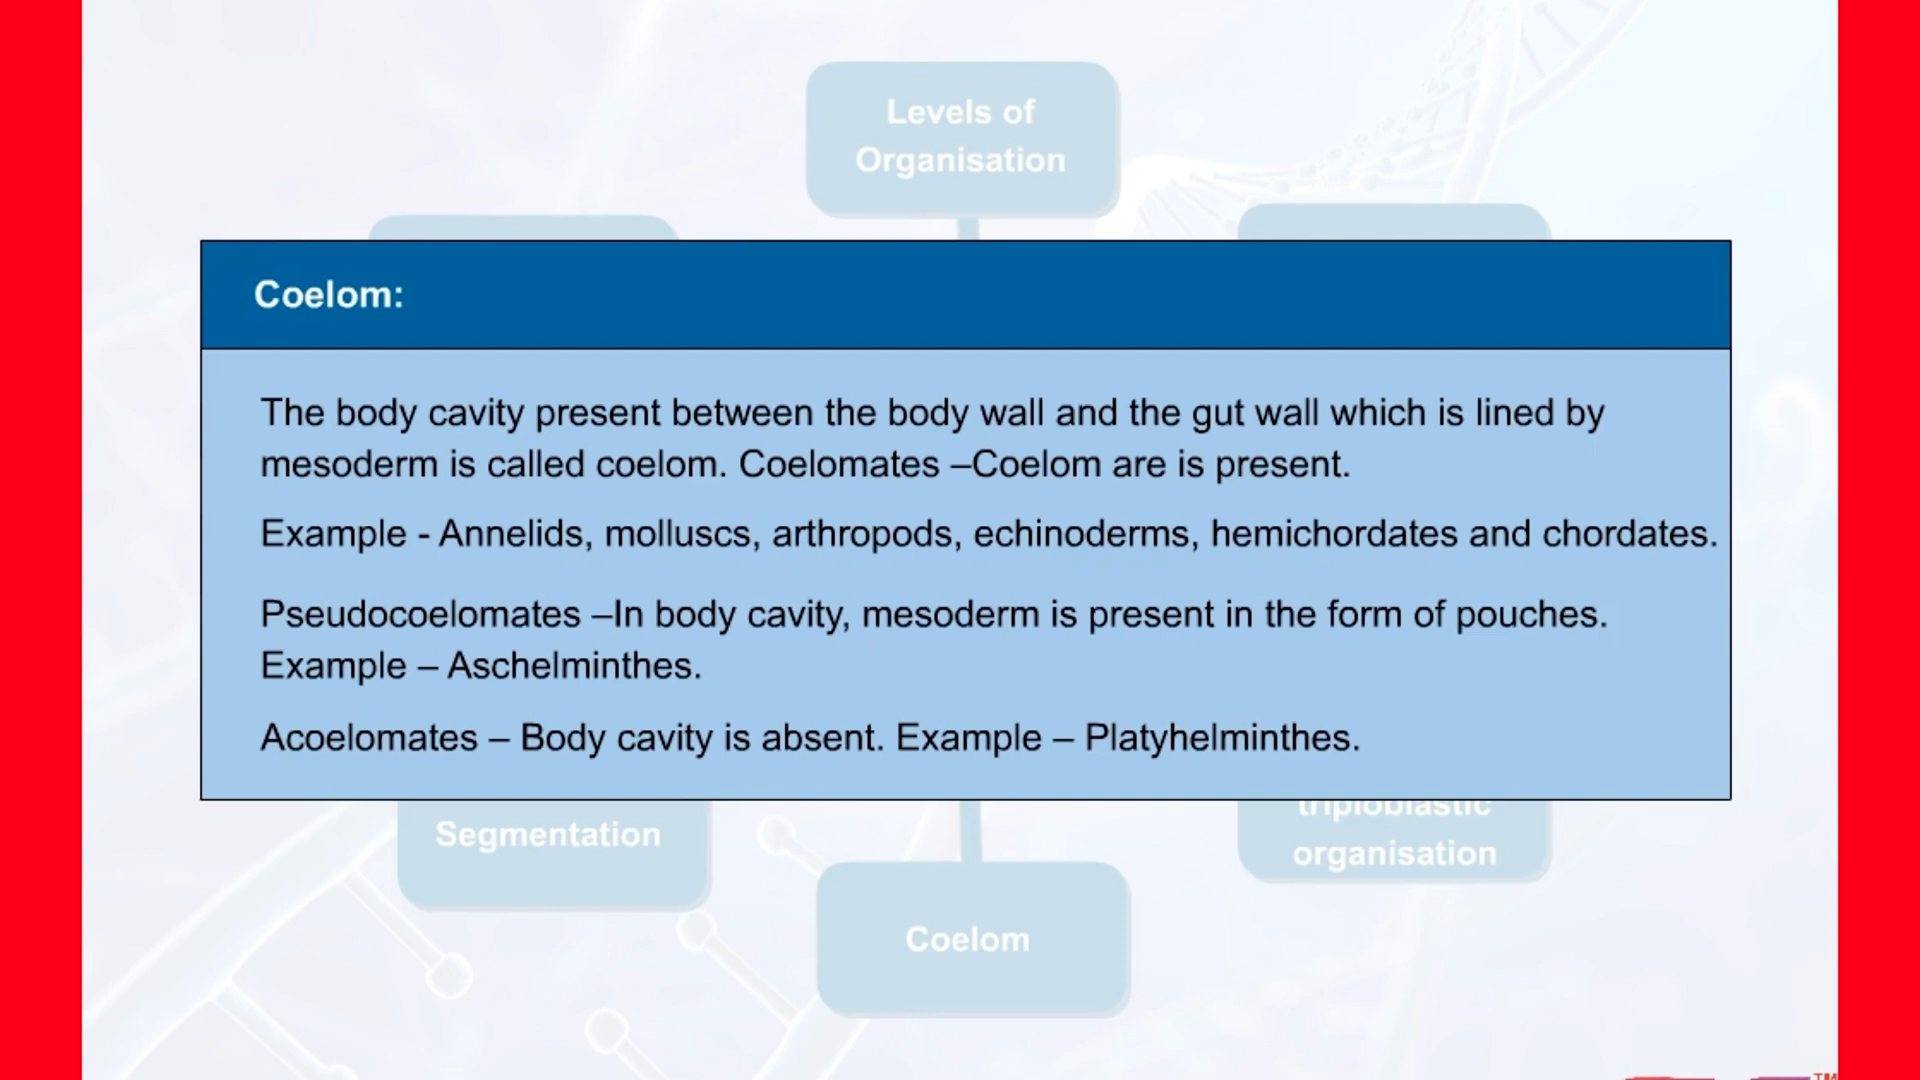 Levels of
Organisation
Coelom:
The body cavity present between the body wall and the gut wall which is lined by
mesoderm is called coelom. Coelomates –Coelom are is present.
Example - Annelids, molluscs, arthropods, echinoderms, hemichordates and chordates.
Pseudocoelomates –In body cavity, mesoderm is present in the form of pouches.
Example – Aschelminthes.
Acoelomates – Body cavity is absent. Example – Platyhelminthes.
triploblastic
Segmentation
organisation
Coelom
TM